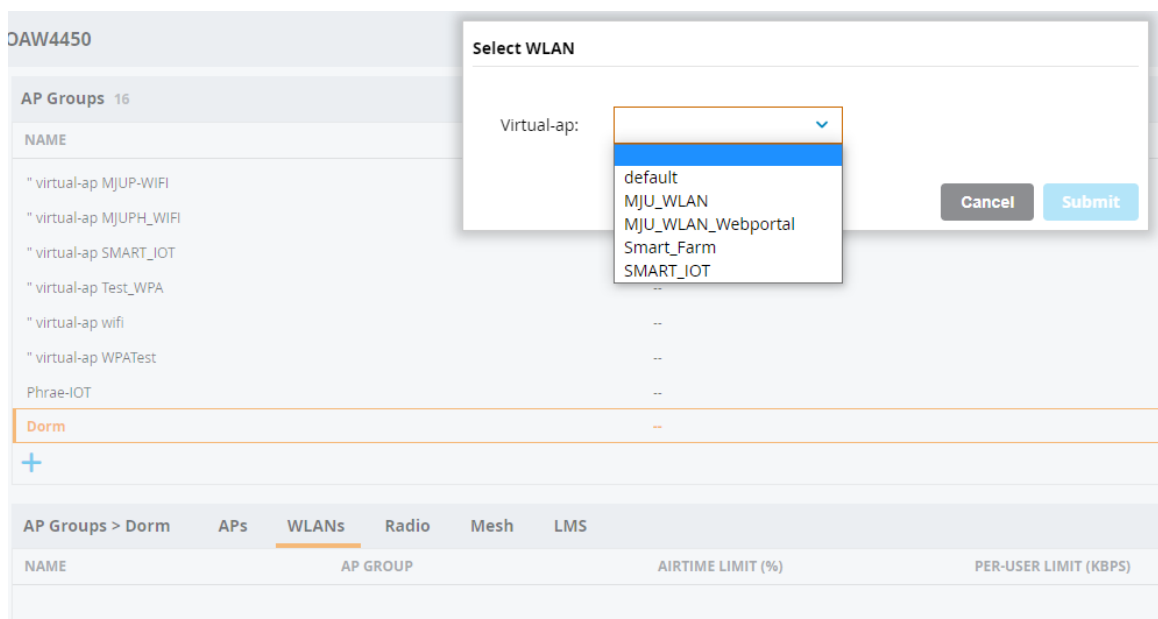 OAW4450
Select WLAN
AP Groups 16
Virtual-ap:
NAME
default
" virtual-ap MJUP-WIFI
MJU_WLAN
Cancel
Submit
" virtual-ap MJUPH_WIFI
MJU_WLAN_Webportal
Smart_Farm
" virtual-ap SMART_IOT
SMART_IOT
" virtual-ap Test_WPA
--
" virtual-ap wifi
--
" virtual-ap WPATest
--
Phrae-IOT
--
Dorm
--
AP Groups > Dorm APs WLANs Radio Mesh LMS
NAME AP GROUP AIRTIME LIMIT (%) PER-USER LIMIT (KBPS)